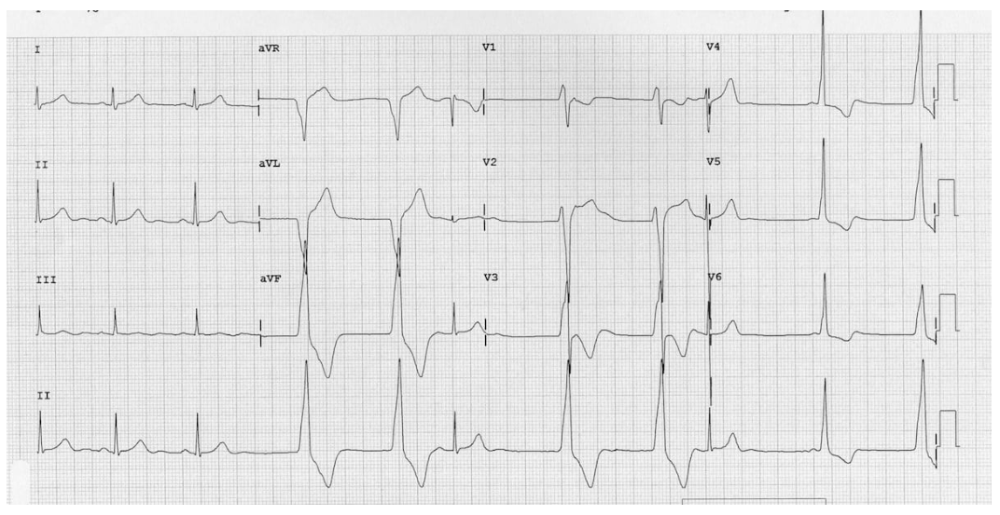 I aVR V1 V4
II aVL V2 V5
III aVF V3 V6
II